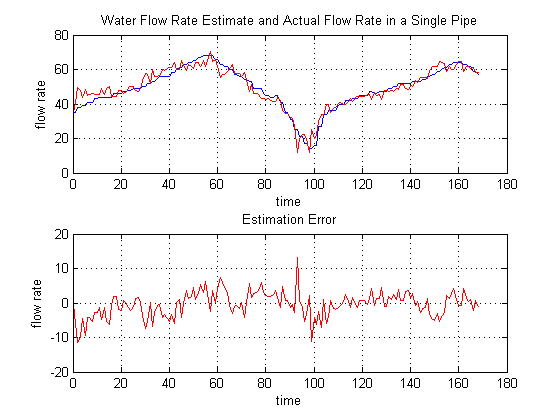 Water Flow Rate Estimate and Actual Flow Rate in a Single Pipe
80
60
40
20
0
flow rate
0 20 40 60 80 100 120 140 160 180
time
Estimation Error
20
10
0
-10
-20
flow rate
0 20 40 60 80 100 120 140 160 180
time